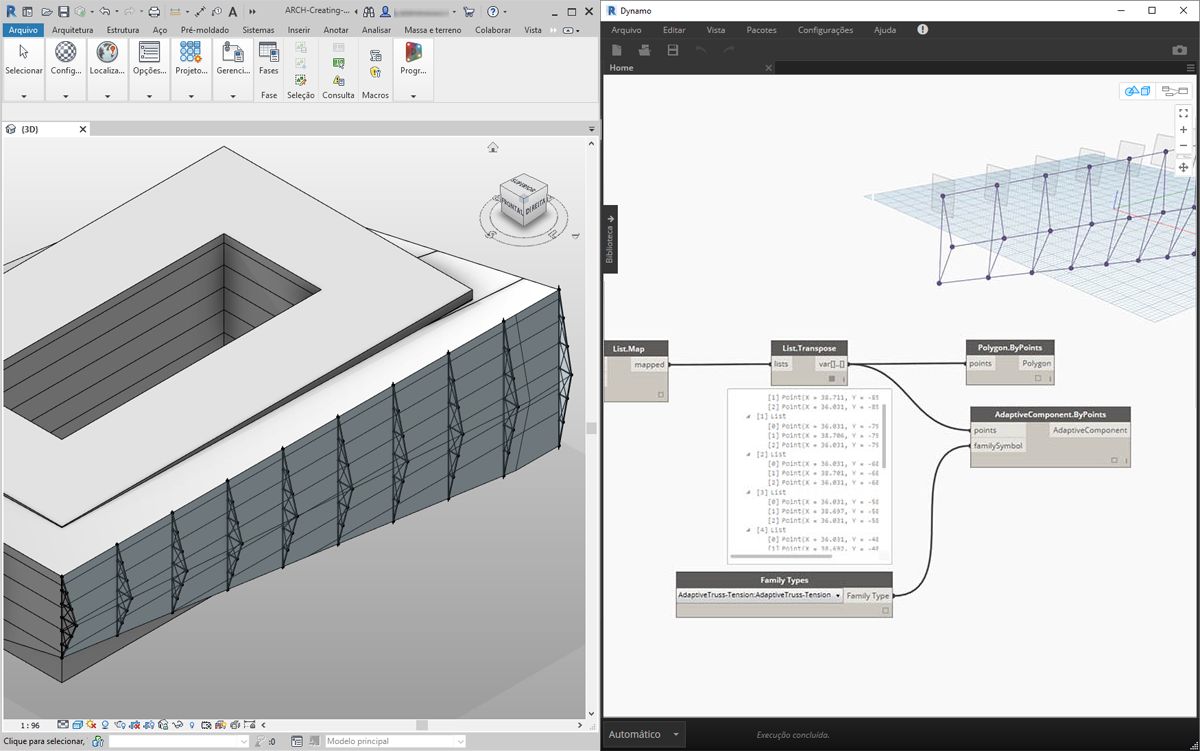 ARCH-Creating-...
Arquivo Arquitetura Estrutura Aço Pré-moldado Sistemas Inserir Anotar Analisar Massa e terreno Colaborar Vista
Selecionar Config... Localiza... Opções... Projeto... Gerenci... Fases Progr...
Fase Seleção Consulta Macros
{3D}
SUPERIOR
FRONTAL DIREITA
1 : 96
Clique para selecionar, :0 Modelo principal
Dynamo
Arquivo Editar Vista Pacotes Configurações Ajuda
Home
Biblioteca
List.Map
mapped
List.Transpose
lists var[]..[]
Polygon.ByPoints
points Polygon
AdaptiveComponent.ByPoints
points AdaptiveComponent
familySymbol
[1] Point(X = 38.711, Y = -85
[2] Point(X = 36.031, Y = -85
[1] List
[0] Point(X = 36.031, Y = -75
[1] Point(X = 38.706, Y = -75
[2] Point(X = 36.031, Y = -75
[2] List
[0] Point(X = 36.031, Y = -66
[1] Point(X = 38.701, Y = -66
[2] Point(X = 36.031, Y = -66
[3] List
[0] Point(X = 36.031, Y = -58
[1] Point(X = 38.697, Y = -58
[2] Point(X = 36.031, Y = -58
[4] List
[0] Point(X = 36.031, Y = -48
[1] Point(X = 38.692, Y = -48
Family Types
AdaptiveTruss-Tension:AdaptiveTruss-Tension Family Type
Automático
Execução concluída.